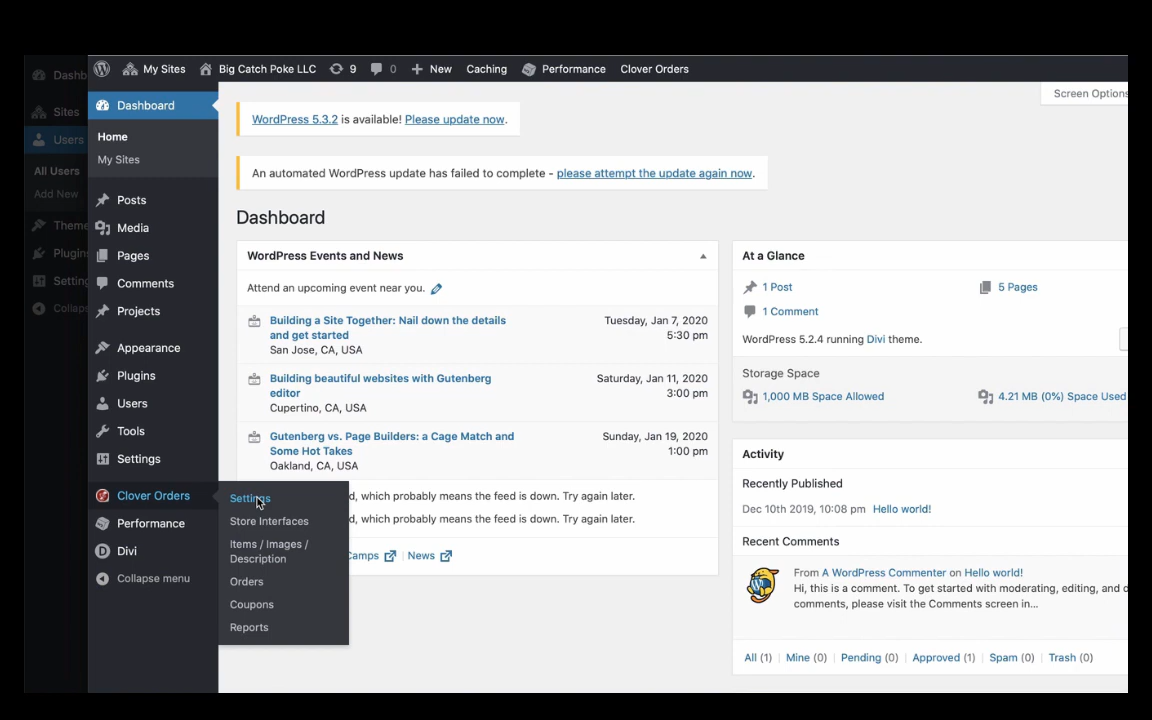 Dashb
My Sites
Big Catch Poke LLC
9
0
New
Caching
Performance
Clover Orders
Sites
Users
All Users
Add New
Theme
Plugin
Setting
Collaps
Dashboard
Home
My Sites
Posts
Media
Pages
Comments
Projects
Appearance
Plugins
Users
Tools
Settings
Clover Orders
Performance
Divi
Collapse menu
Settings
Store Interfaces
Items / Images /
Description
Orders
Coupons
Reports
Screen Options
WordPress 5.3.2 is available! Please update now.
An automated WordPress update has failed to complete - please attempt the update again now.
Dashboard
WordPress Events and News
Attend an upcoming event near you.
Building a Site Together: Nail down the details
and get started
San Jose, CA, USA
Tuesday, Jan 7, 2020
5:30 pm
Building beautiful websites with Gutenberg
editor
Cupertino, CA, USA
Saturday, Jan 11, 2020
3:00 pm
Gutenberg vs. Page Builders: a Cage Match and
Some Hot Takes
Oakland, CA, USA
Sunday, Jan 19, 2020
1:00 pm
d, which probably means the feed is down. Try again later.
d, which probably means the feed is down. Try again later.
Camps | News
At a Glance
1 Post
5 Pages
1 Comment
WordPress 5.2.4 running Divi theme.
Storage Space
1,000 MB Space Allowed
4.21 MB (0%) Space Used
Activity
Recently Published
Dec 10th 2019, 10:08 pm Hello world!
Recent Comments
From A WordPress Commenter on Hello world!
Hi, this is a comment. To get started with moderating, editing, and d
comments, please visit the Comments screen in...
All (1) | Mine (0) | Pending (0) | Approved (1) | Spam (0) | Trash (0)